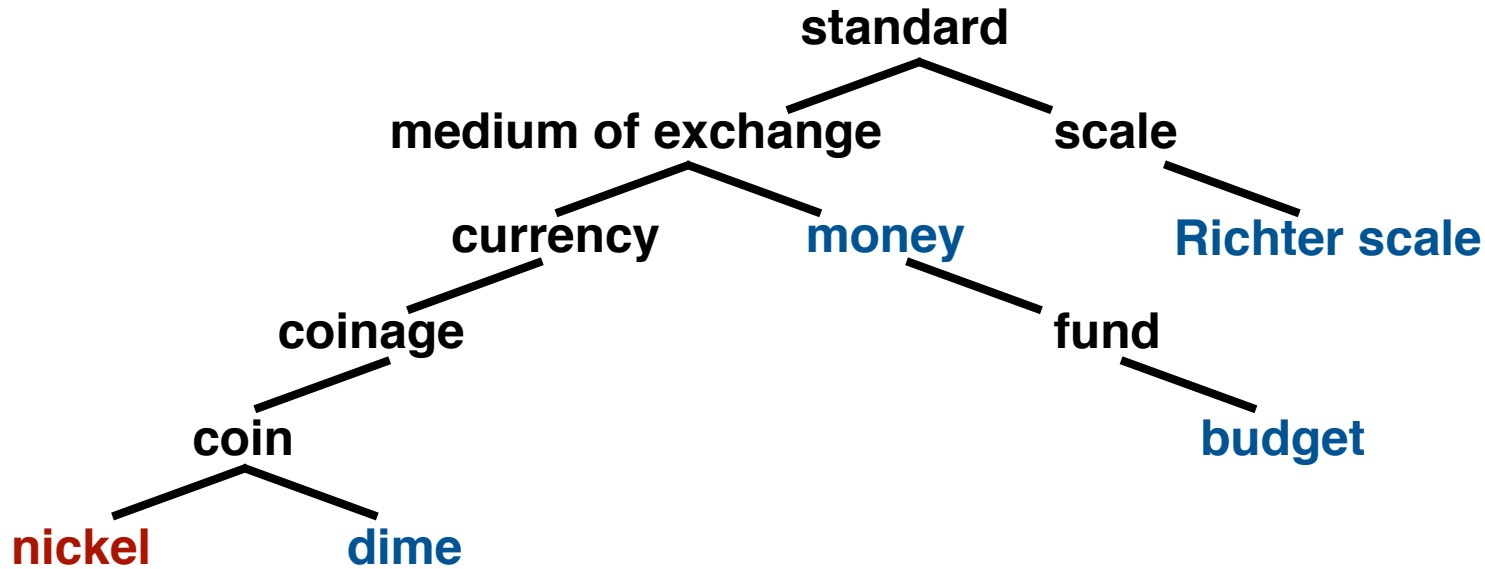 standard
medium of exchange
scale
currency
money
Richter scale
coinage
fund
coin
budget
nickel
dime